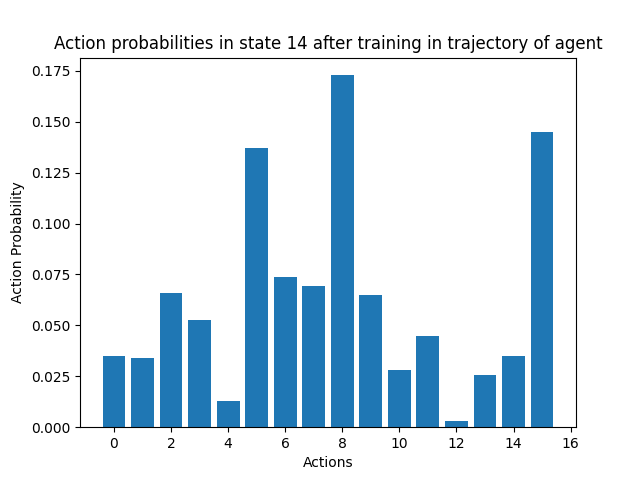 Action probabilities in state 14 after training in trajectory of agent
0.175
0.150
0.125
0.100
0.075
0.050
0.025
0.000
Action Probability
0 2 4 6 8 10 12 14 16
Actions